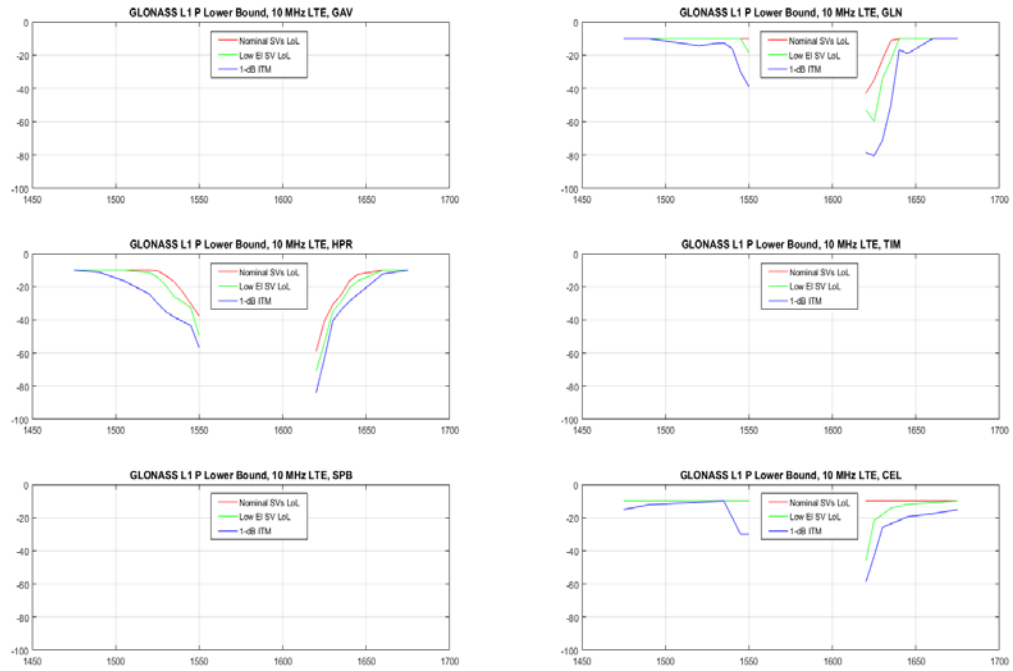 GLONASS L1 P Lower Bound, 10 MHz LTE, GAV
0
-20
-40
-60
-80
-100
1450 1500 1550 1600 1650 1700
Nominal SVs LoL
Low El SV LoL
1-dB ITM
GLONASS L1 P Lower Bound, 10 MHz LTE, GLN
0
-20
-40
-60
-80
-100
1450 1500 1550 1600 1650 1700
Nominal SVs LoL
Low El SV LoL
1-dB ITM
GLONASS L1 P Lower Bound, 10 MHz LTE, HPR
0
-20
-40
-60
-80
-100
1450 1500 1550 1600 1650 1700
Nominal SVs LoL
Low El SV LoL
1-dB ITM
GLONASS L1 P Lower Bound, 10 MHz LTE, TIM
0
-20
-40
-60
-80
-100
1450 1500 1550 1600 1650 1700
Nominal SVs LoL
Low El SV LoL
1-dB ITM
GLONASS L1 P Lower Bound, 10 MHz LTE, SPB
0
-20
-40
-60
-80
-100
1450 1500 1550 1600 1650 1700
Nominal SVs LoL
Low El SV LoL
1-dB ITM
GLONASS L1 P Lower Bound, 10 MHz LTE, CEL
0
-20
-40
-60
-80
-100
1450 1500 1550 1600 1650 1700
Nominal SVs LoL
Low El SV LoL
1-dB ITM